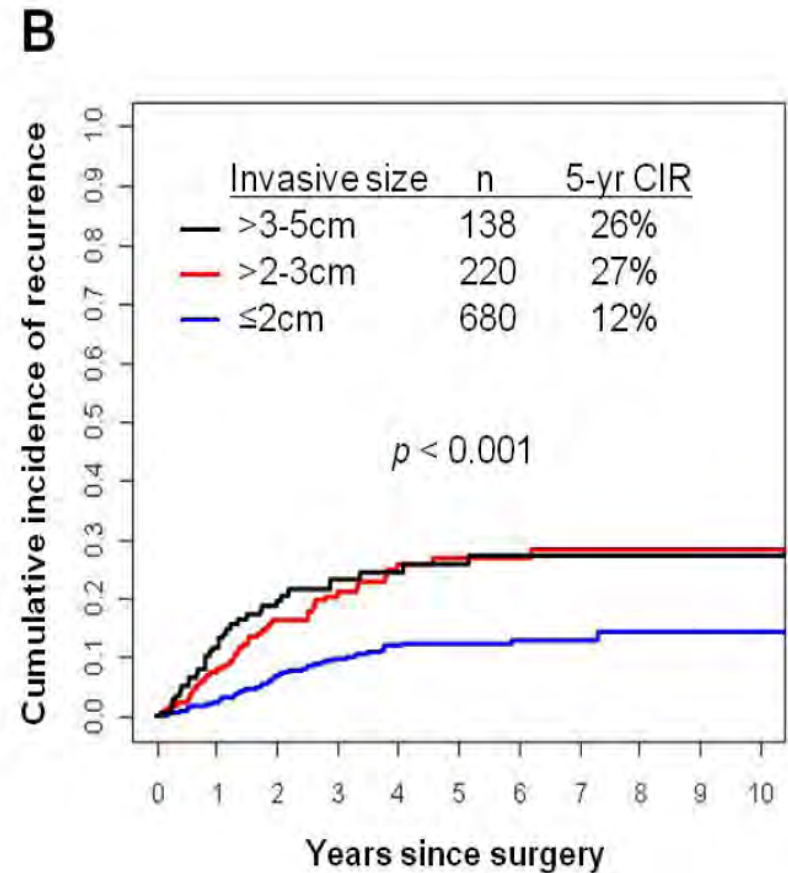 B
Cumulative incidence of recurrence
1.0
0.9
0.8
0.7
0.6
0.5
0.4
0.3
0.2
0.1
0.0
Invasive size n 5-yr CIR
>3-5cm 138 26%
>2-3cm 220 27%
≤2cm 680 12%
p < 0.001
0 1 2 3 4 5 6 7 8 9 10
Years since surgery